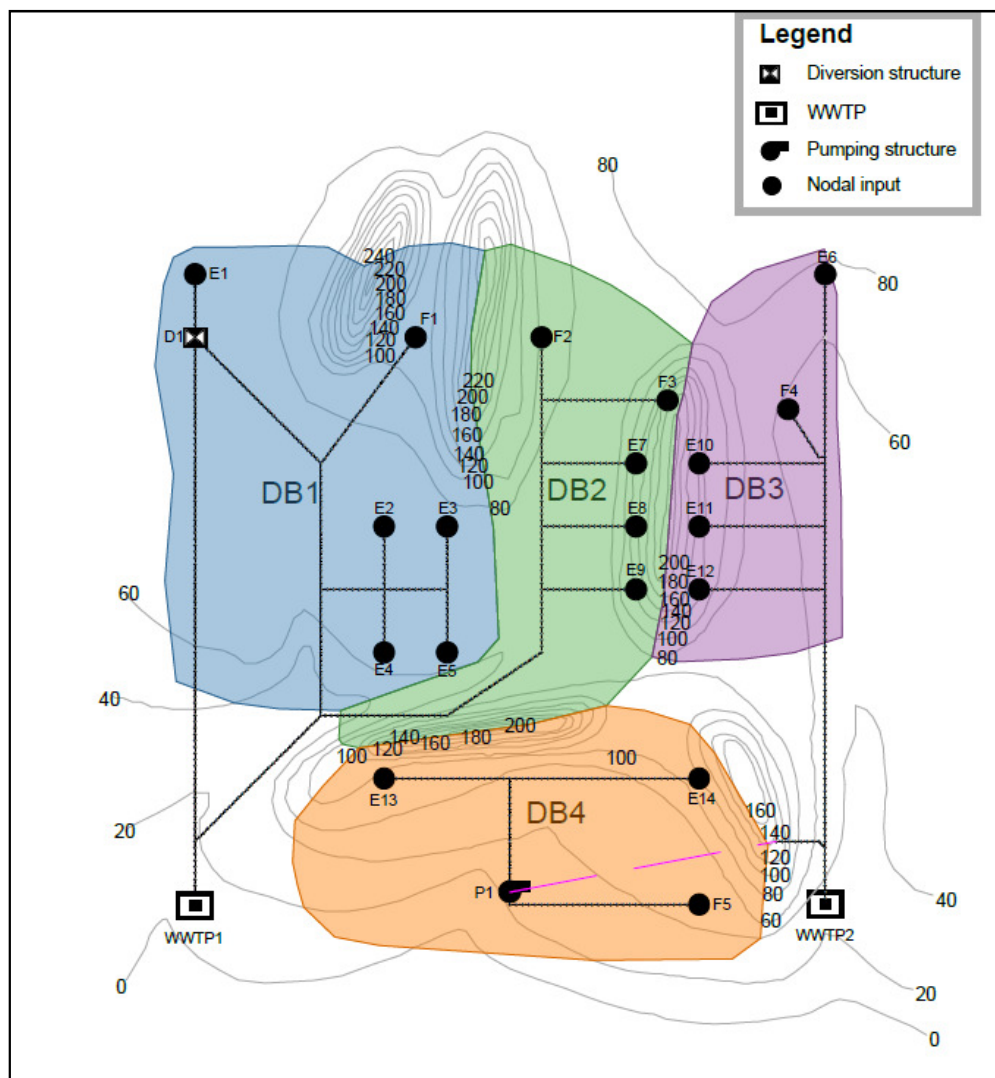 Legend
Diversion structure
WWTP
Pumping structure
Nodal input
80
E1
240
220
200
180
160
140
120
100
E6
80
D1
F1
F2
220
200
180
160
140
120
100
80
F3
F4
60
E7
E10
DB1
DB2
DB3
E2
E3
E8
E11
E9
E12
200
180
160
140
120
100
80
60
E4
E5
40
100
120
140
160
180
200
100
E13
E14
DB4
20
160
140
120
100
80
60
P1
F5
WWTP1
WWTP2
40
0
20
0